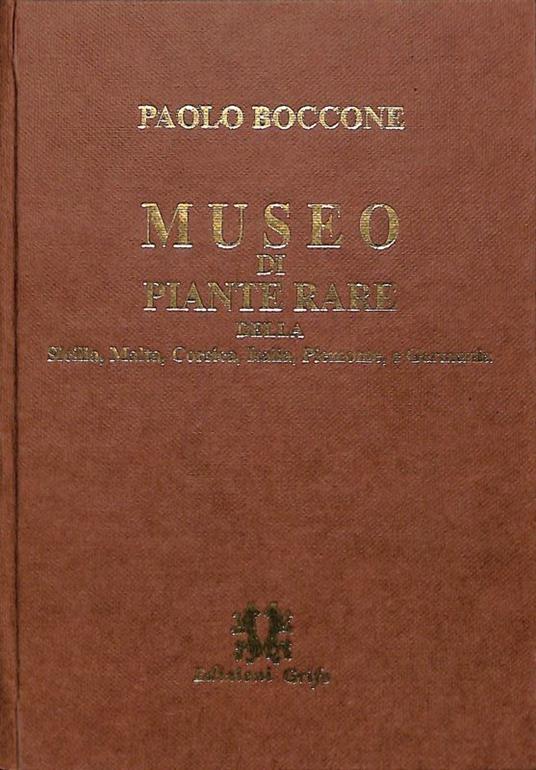 PAOLO BOCCONE
MUSEO
DI
PIANTE RARE
DELLA
Sicilia, Malta, Corsica, Italia, Piemonte, e Germania
Edizioni Grifo